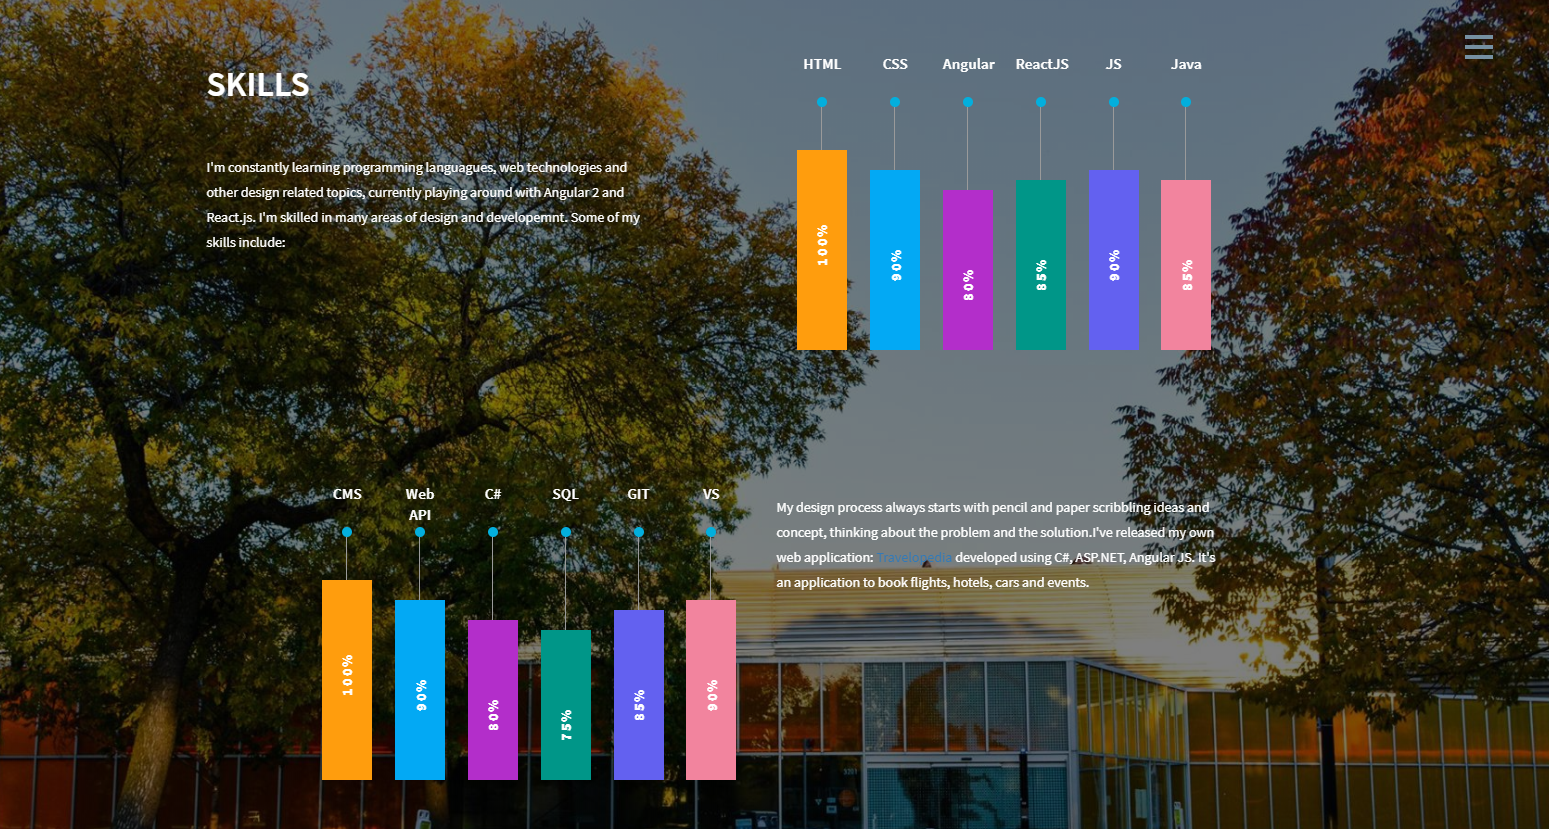 SKILLS
I'm constantly learning programming languagues, web technologies and
other design related topics, currently playing around with Angular 2 and
React.js. I'm skilled in many areas of design and developemnt. Some of my
skills include:
HTML CSS Angular ReactJS JS Java
100% 90% 80% 85% 90% 85%
CMS Web API C# SQL GIT VS
100% 90% 80% 75% 85% 90%
My design process always starts with pencil and paper scribbling ideas and
concept, thinking about the problem and the solution.I've released my own
web application: Travelopedia developed using C#, ASP.NET, Angular JS. It's
an application to book flights, hotels, cars and events.